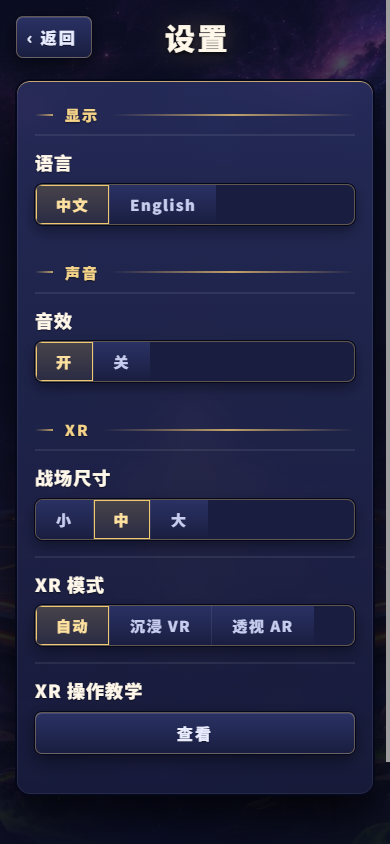 ‹ 返回
设置
显示
语言
中文 English
声音
音效
开 关
XR
战场尺寸
小 中 大
XR 模式
自动 沉浸 VR 透视 AR
XR 操作教学
查看